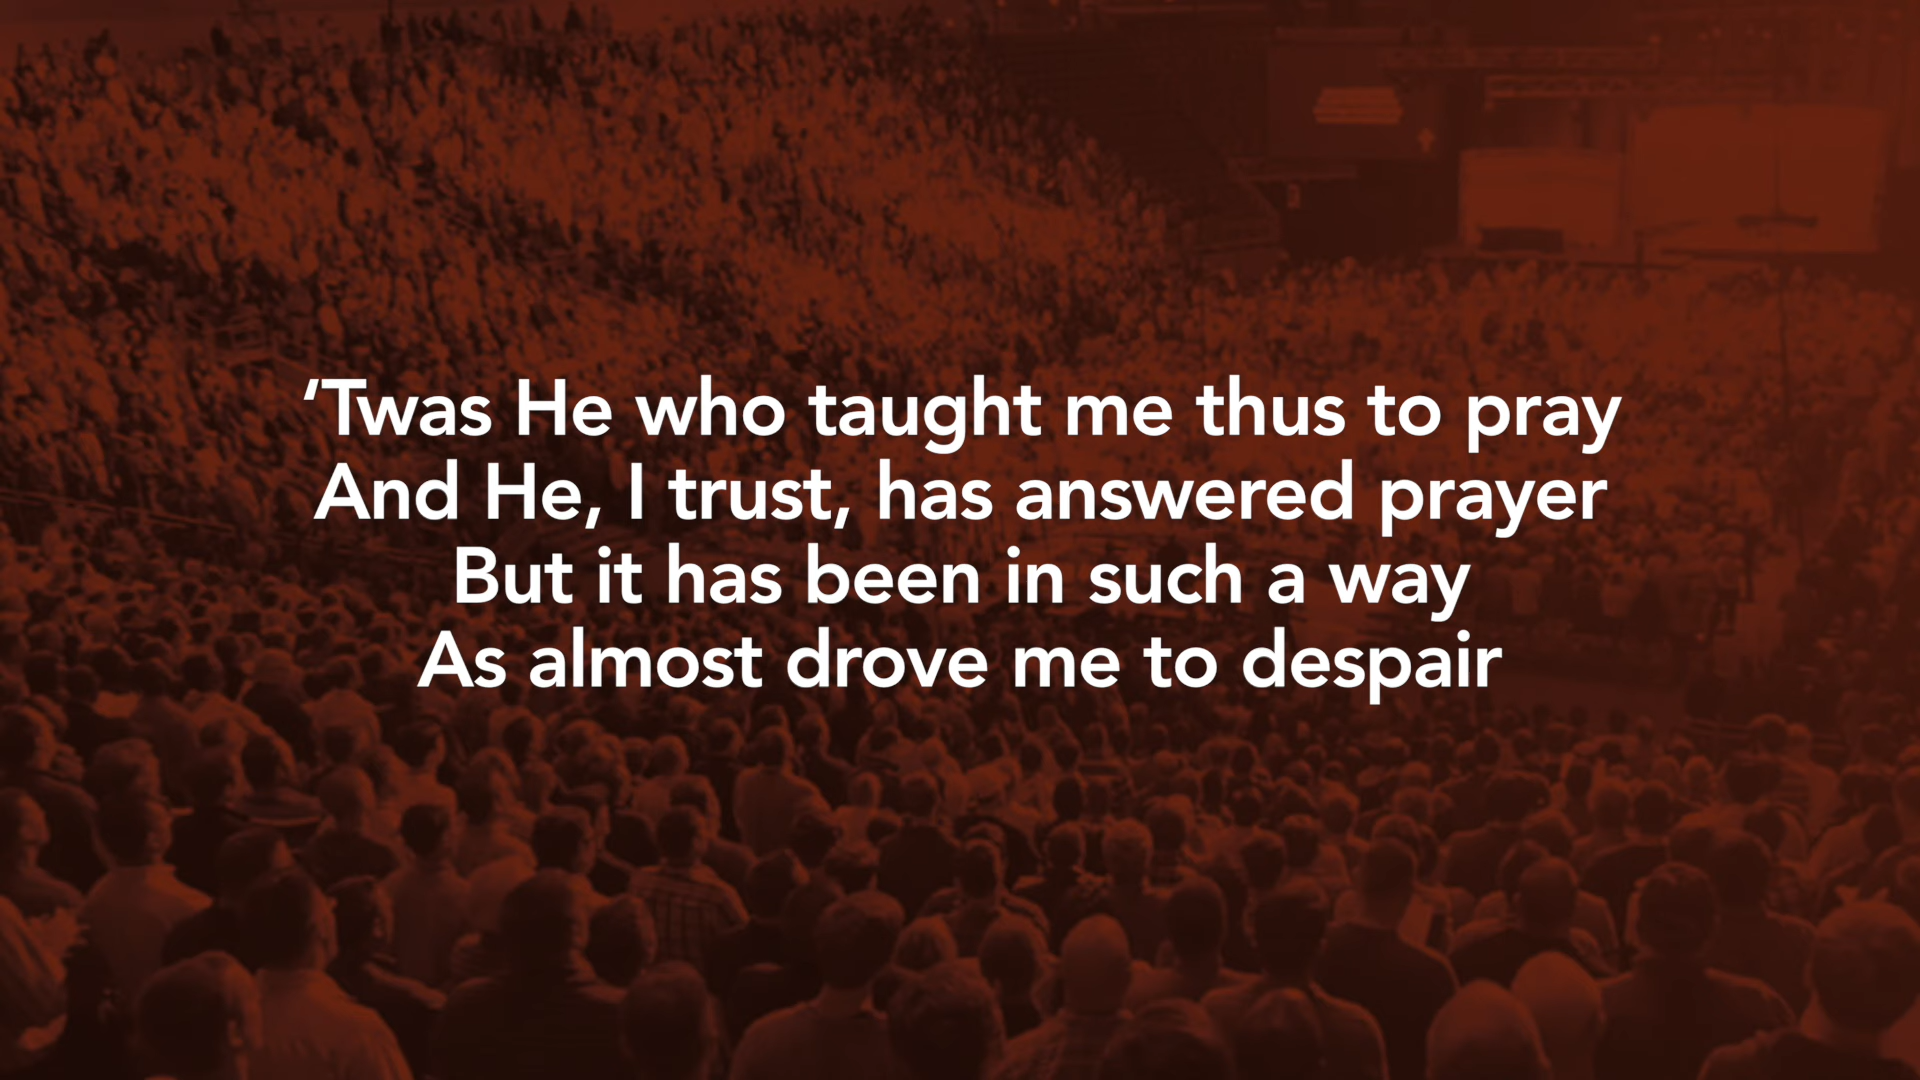 ‘Twas He who taught me thus to pray
And He, I trust, has answered prayer
But it has been in such a way
As almost drove me to despair